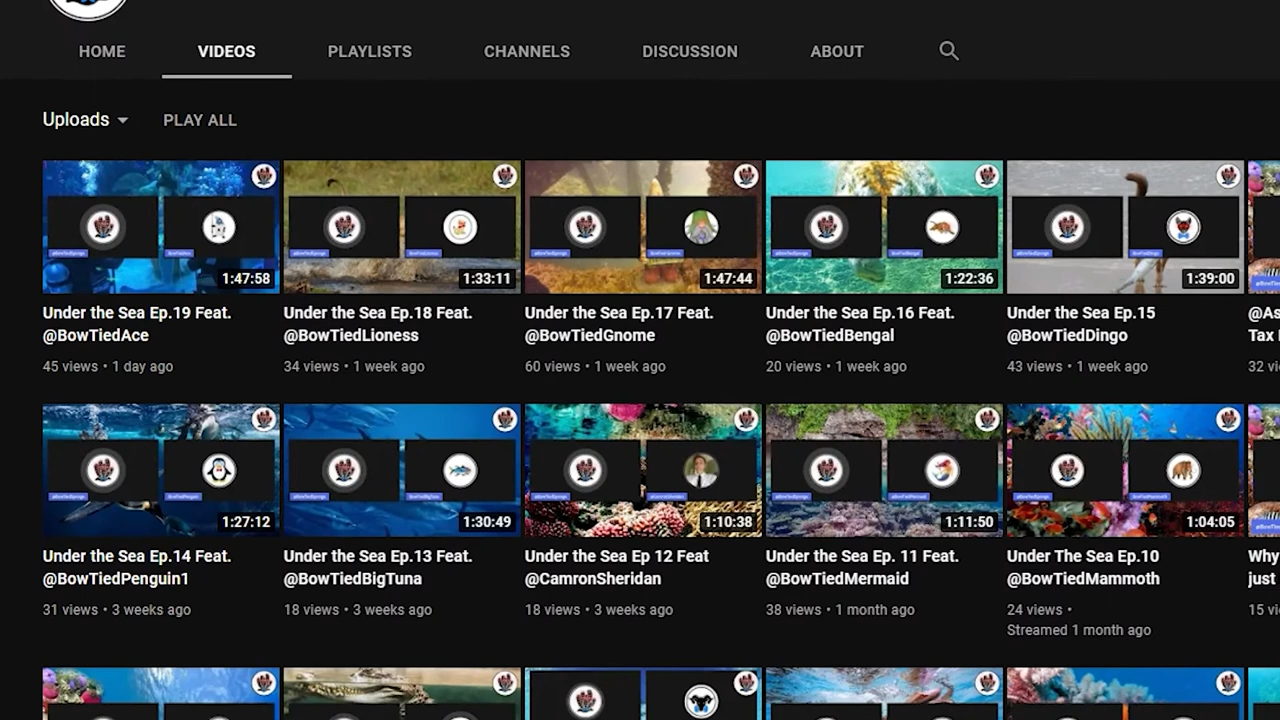 HOME VIDEOS PLAYLISTS CHANNELS DISCUSSION ABOUT
Uploads PLAY ALL
1:47:58 1:33:11 1:47:44 1:22:36 1:39:00
Under the Sea Ep.19 Feat.
@BowTiedAce
45 views • 1 day ago
Under the Sea Ep.18 Feat.
@BowTiedLioness
34 views • 1 week ago
Under the Sea Ep.17 Feat.
@BowTiedGnome
60 views • 1 week ago
Under the Sea Ep.16 Feat.
@BowTiedBengal
20 views • 1 week ago
Under the Sea Ep.15
@BowTiedDingo
43 views • 1 week ago
@As
Tax
32 vi
1:27:12 1:30:49 1:10:38 1:11:50 1:04:05
Under the Sea Ep.14 Feat.
@BowTiedPenguin1
31 views • 3 weeks ago
Under the Sea Ep.13 Feat.
@BowTiedBigTuna
18 views • 3 weeks ago
Under the Sea Ep 12 Feat
@CamronSheridan
18 views • 3 weeks ago
Under the Sea Ep. 11 Feat.
@BowTiedMermaid
38 views • 1 month ago
Under The Sea Ep.10
@BowTiedMammoth
24 views •
Streamed 1 month ago
Why
just
15 vi